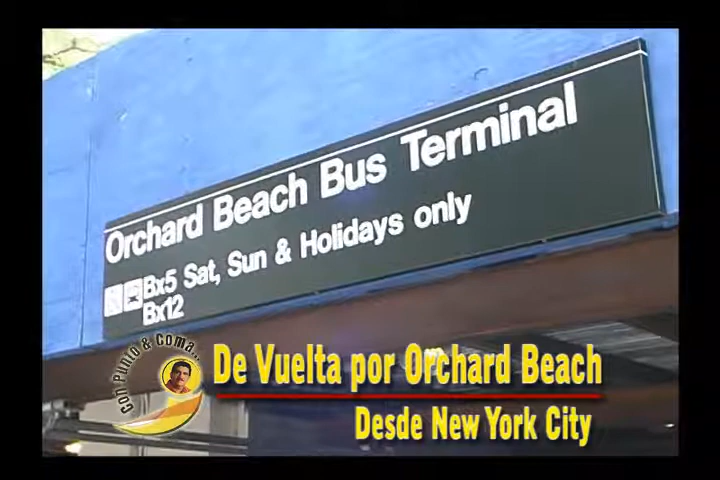 Orchard Beach Bus Terminal
Bx5 Sat, Sun & Holidays only
Bx12
Con Punto & Coma...
De Vuelta por Orchard Beach
Desde New York City